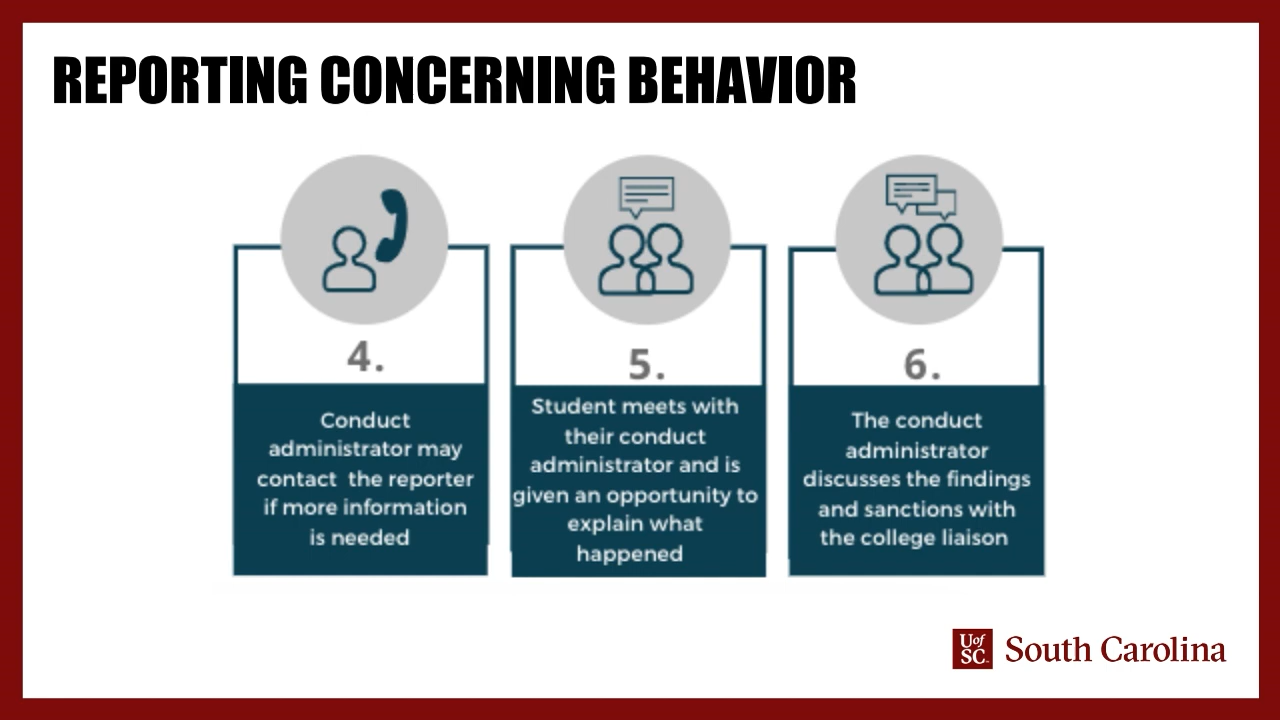 REPORTING CONCERNING BEHAVIOR
4.
Conduct
administrator may
contact the reporter
if more information
is needed
5.
Student meets with
their conduct
administrator and is
given an opportunity to
explain what
happened
6.
The conduct
administrator
discusses the findings
and sanctions with
the college liaison
UofSC
South Carolina